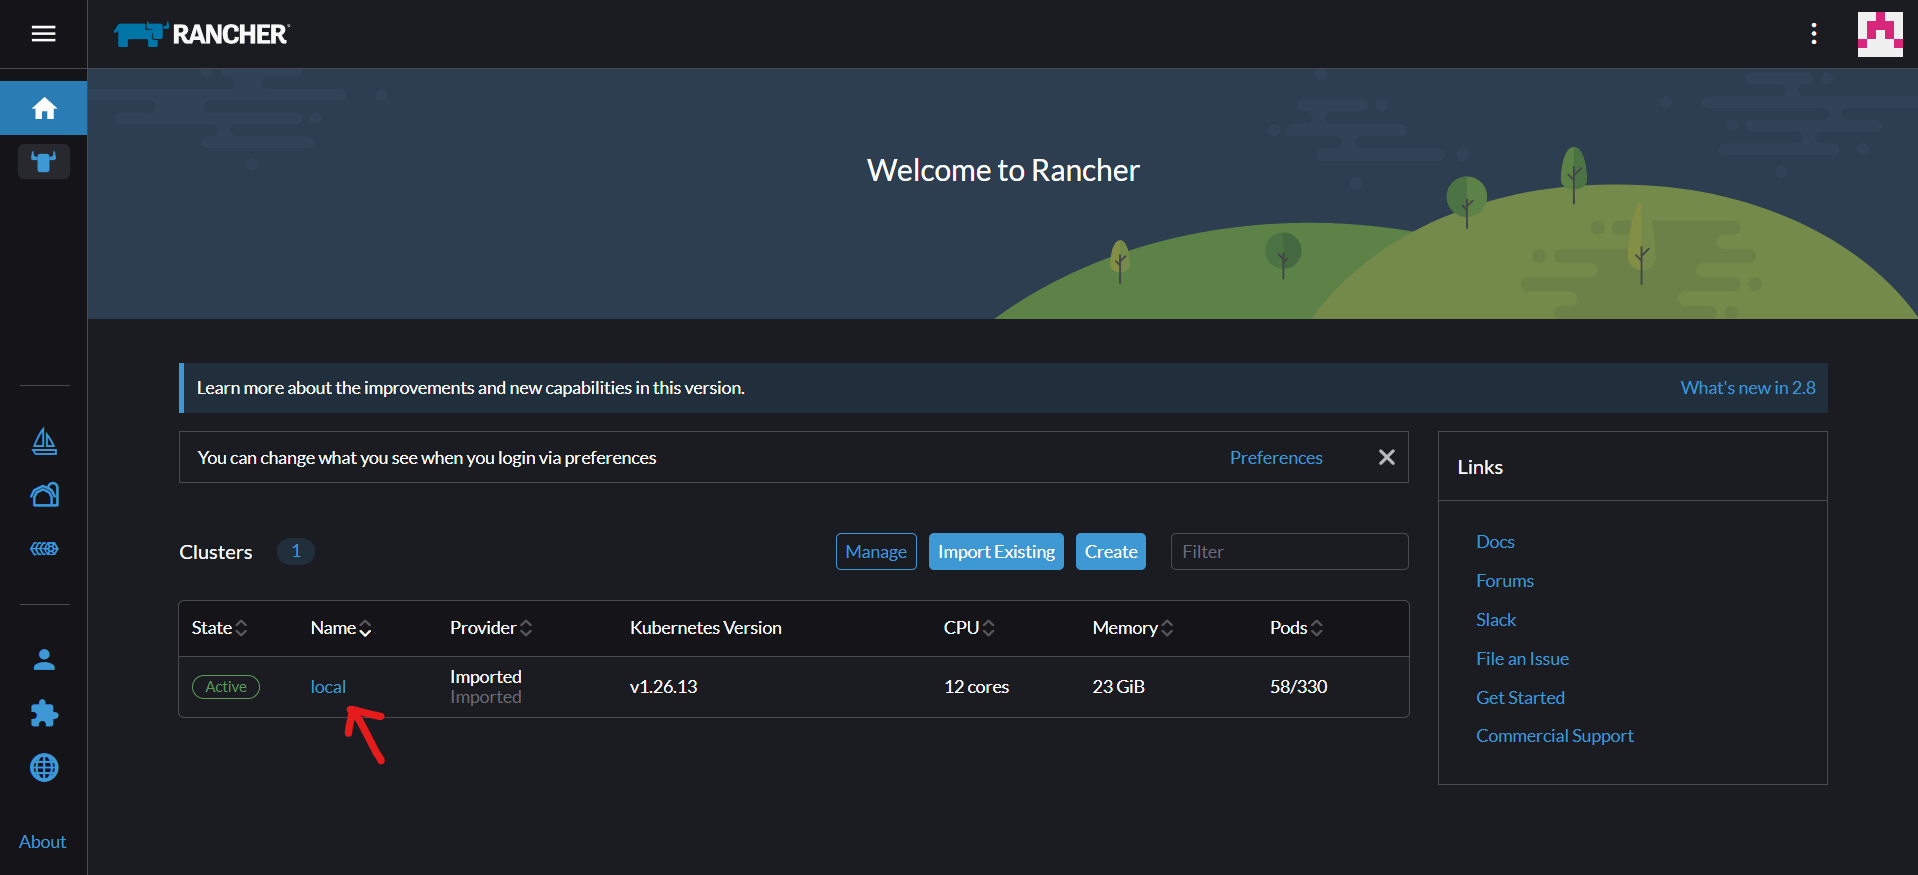 RANCHER
Welcome to Rancher
Learn more about the improvements and new capabilities in this version.
What's new in 2.8
You can change what you see when you login via preferences
Preferences
Links
Docs
Forums
Slack
File an Issue
Get Started
Commercial Support
Clusters 1
Manage
Import Existing
Create
Filter
State Name Provider Kubernetes Version CPU Memory Pods
Active local Imported v1.26.13 12 cores 23 GiB 58/330
Imported
About